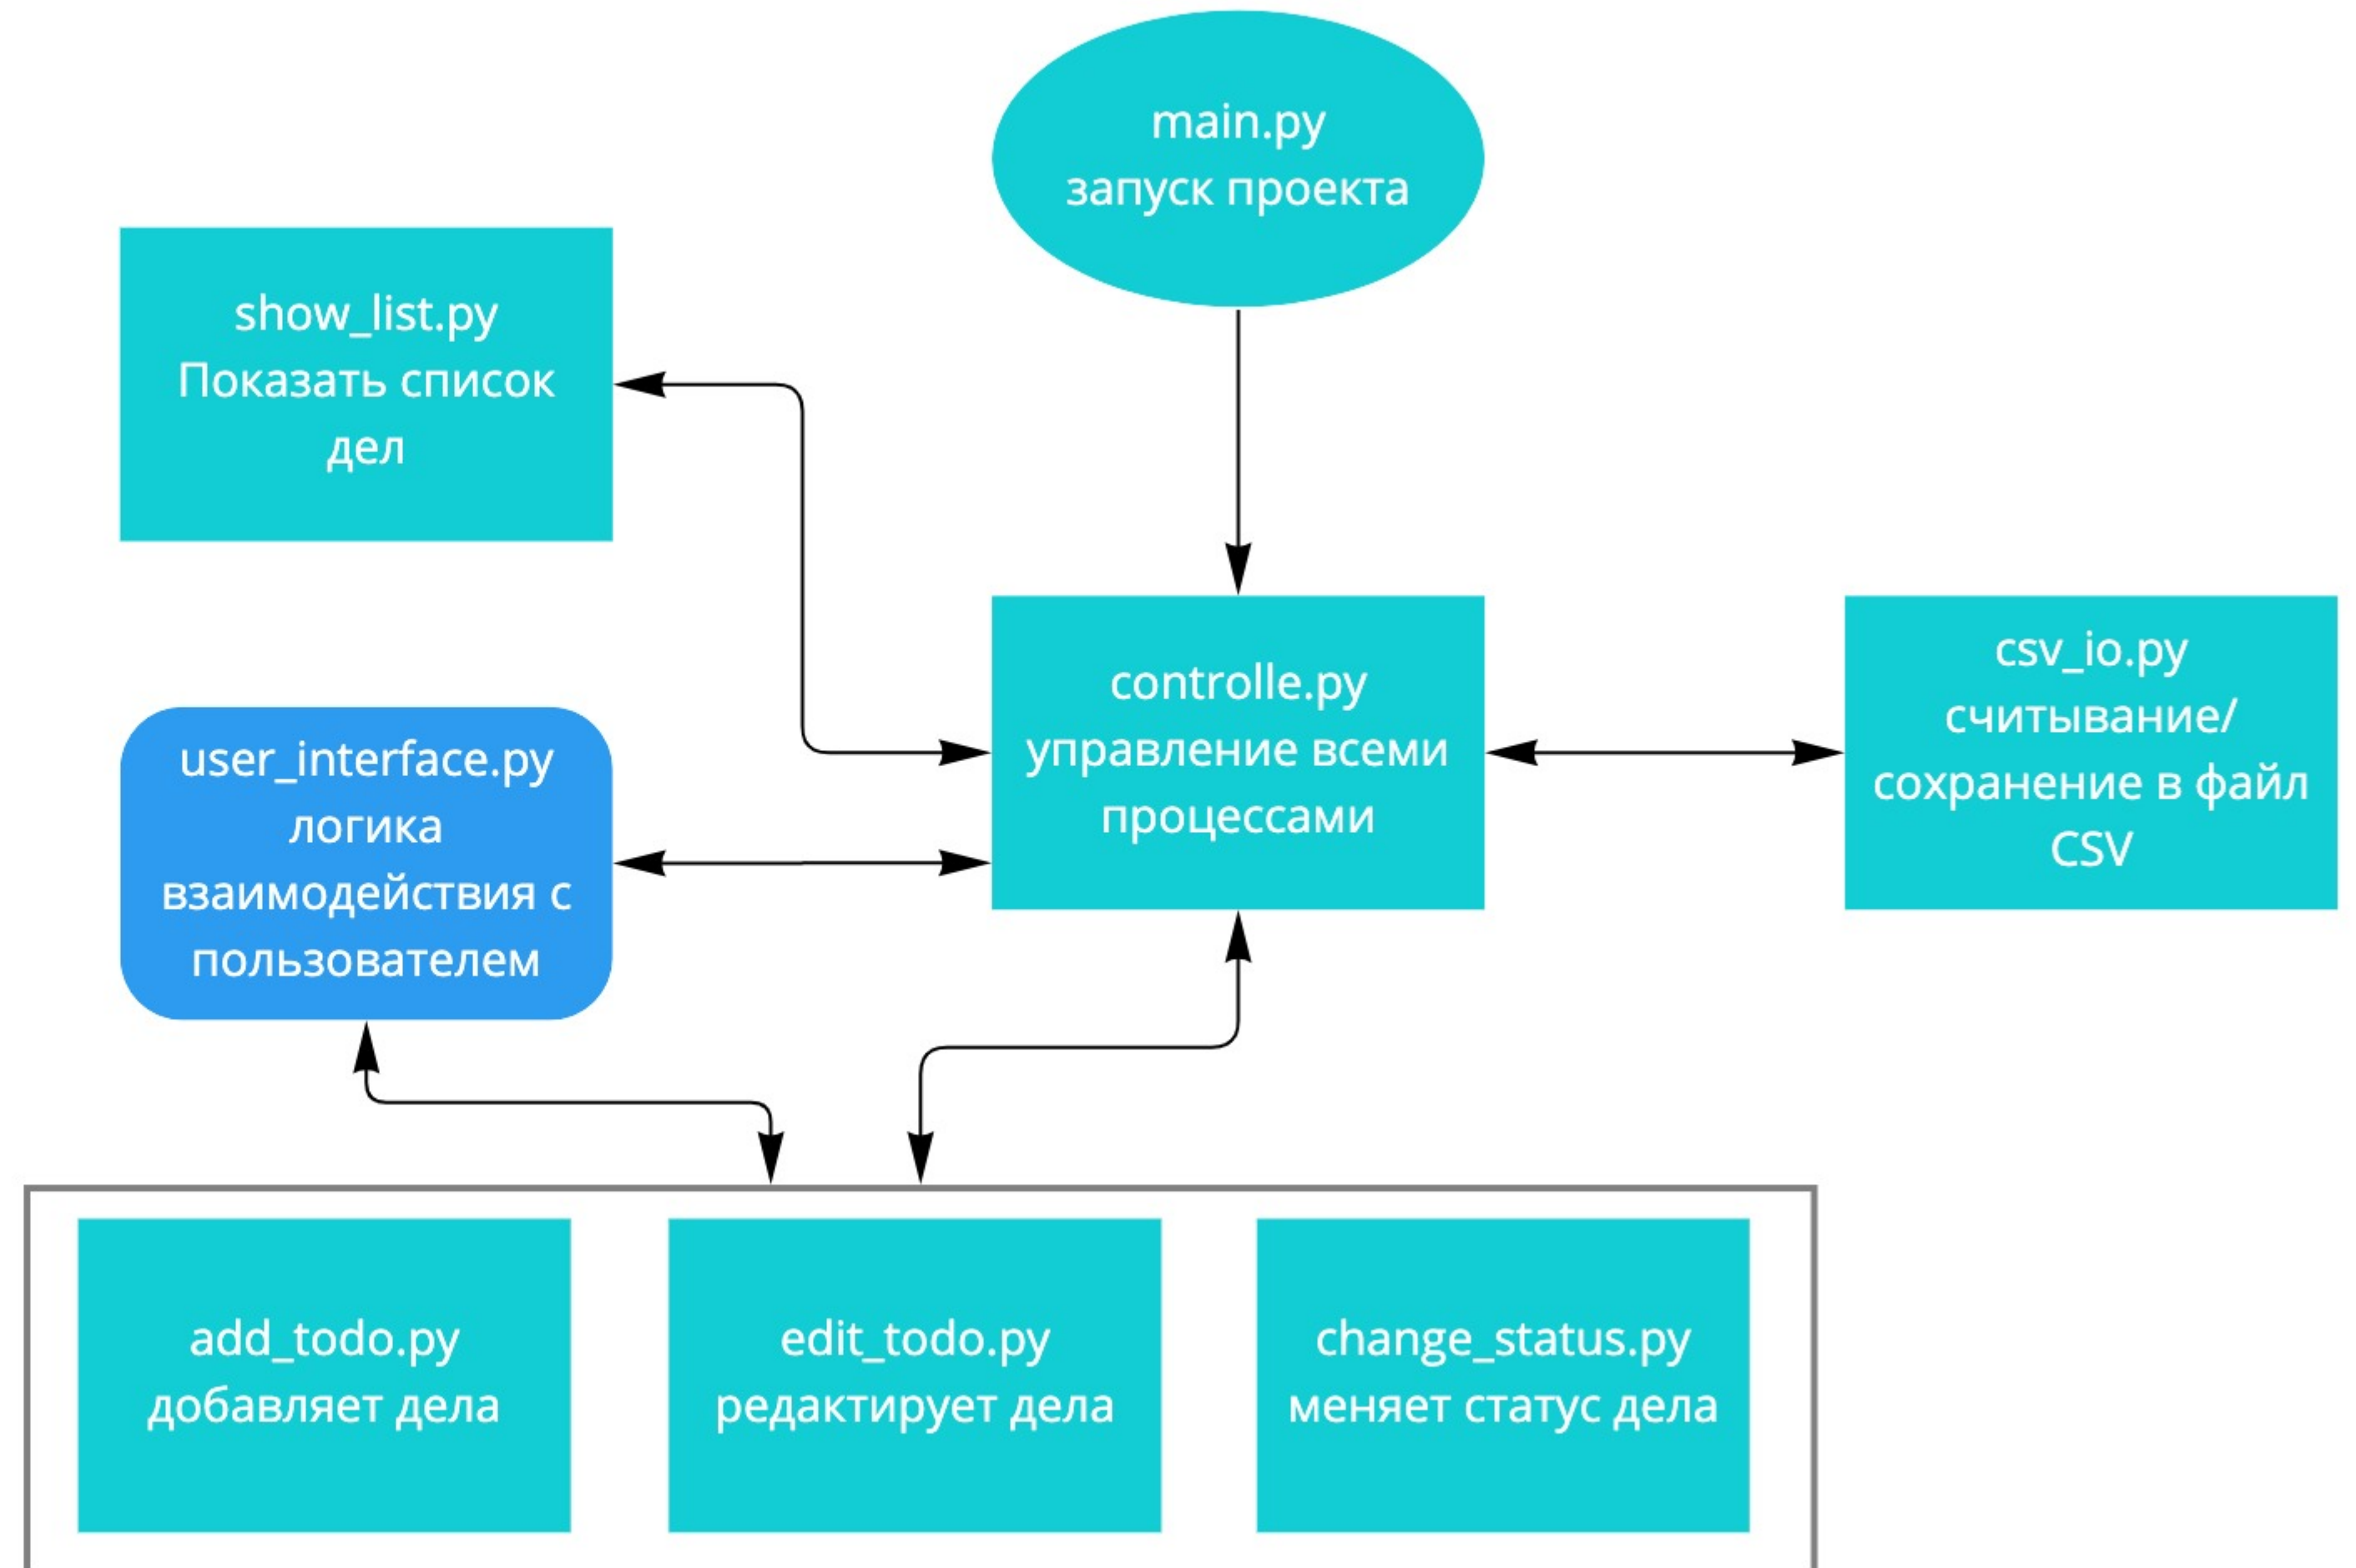 main.py
запуск проекта
show_list.py
Показать список
дел
controlle.py
управление всеми
процессами
csv_io.py
считывание/
сохранение в файл
CSV
user_interface.py
логика
взаимодействия с
пользователем
add_todo.py
добавляет дела
edit_todo.py
редактирует дела
change_status.py
меняет статус дела